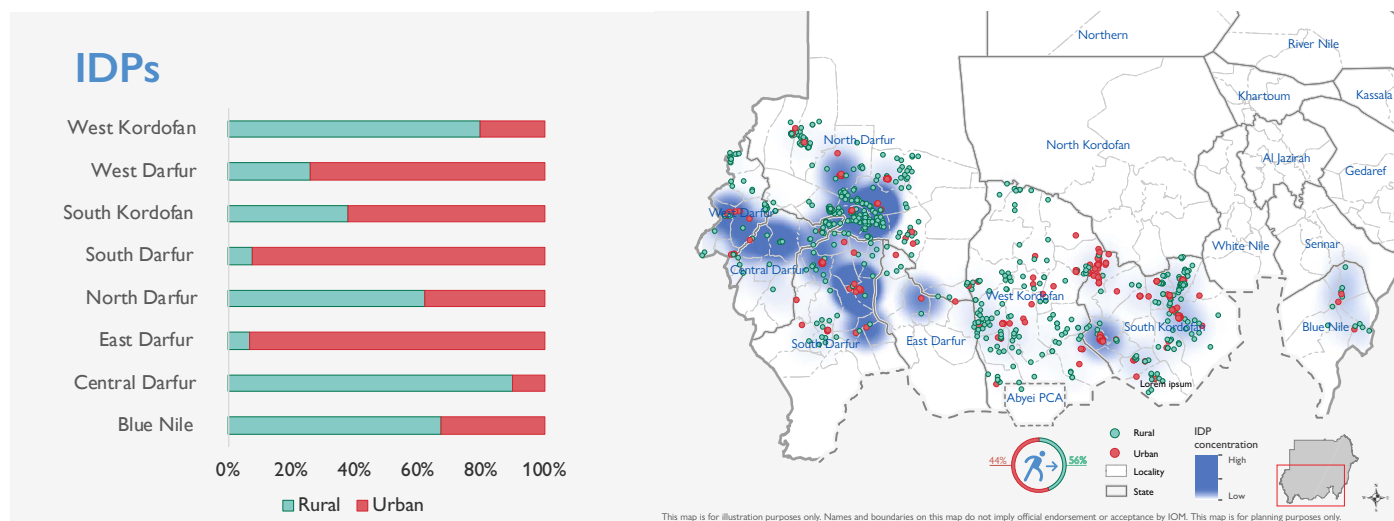 IDPs
West Kordofan
West Darfur
South Kordofan
South Darfur
North Darfur
East Darfur
Central Darfur
Blue Nile
0% 20% 40% 60% 80% 100%
Rural Urban
Northern
River Nile
Khartoum
Kassala
North Darfur
North Kordofan
Al Jazirah
Gedaref
West Darfur
White Nile
Sennar
Central Darfur
West Kordofan
South Kordofan
Blue Nile
South Darfur
East Darfur
Lorem ipsum
Abyei PCA
44%
56%
Rural
Urban
Locality
State
IDP
concentration
High
Low
This map is for illustration purposes only. Names and boundaries on this map do not imply official endorsement or acceptance by IOM. This map is for planning purposes only.